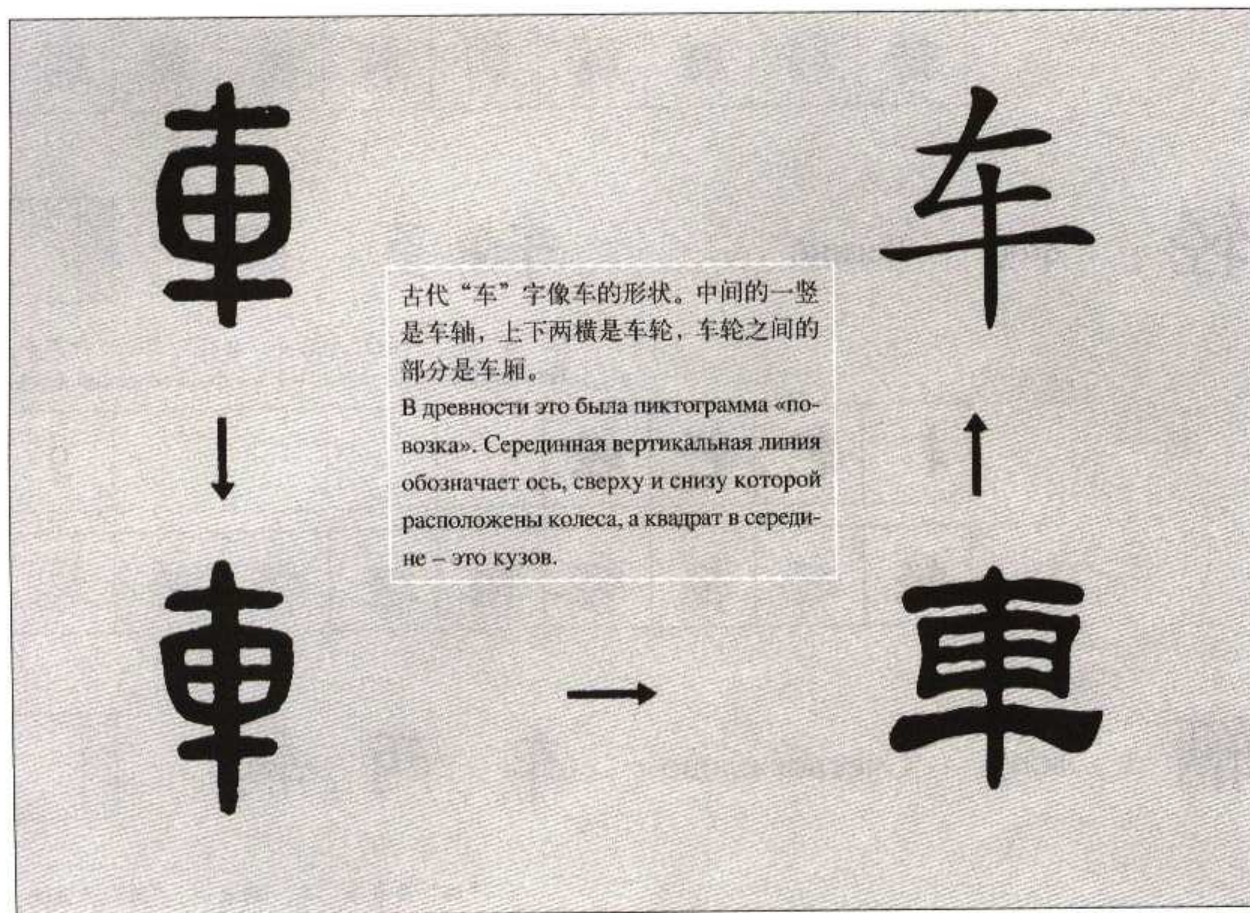 車
车
古代“车”字像车的形状。中间的一竖
是车轴，上下两横是车轮，车轮之间的
部分是车厢。
В древности это была пиктограмма «по-
возка». Серединная вертикальная линия
обозначает ось, сверху и снизу которой
расположены колеса, а квадрат в середи-
не – это кузов.
車
車